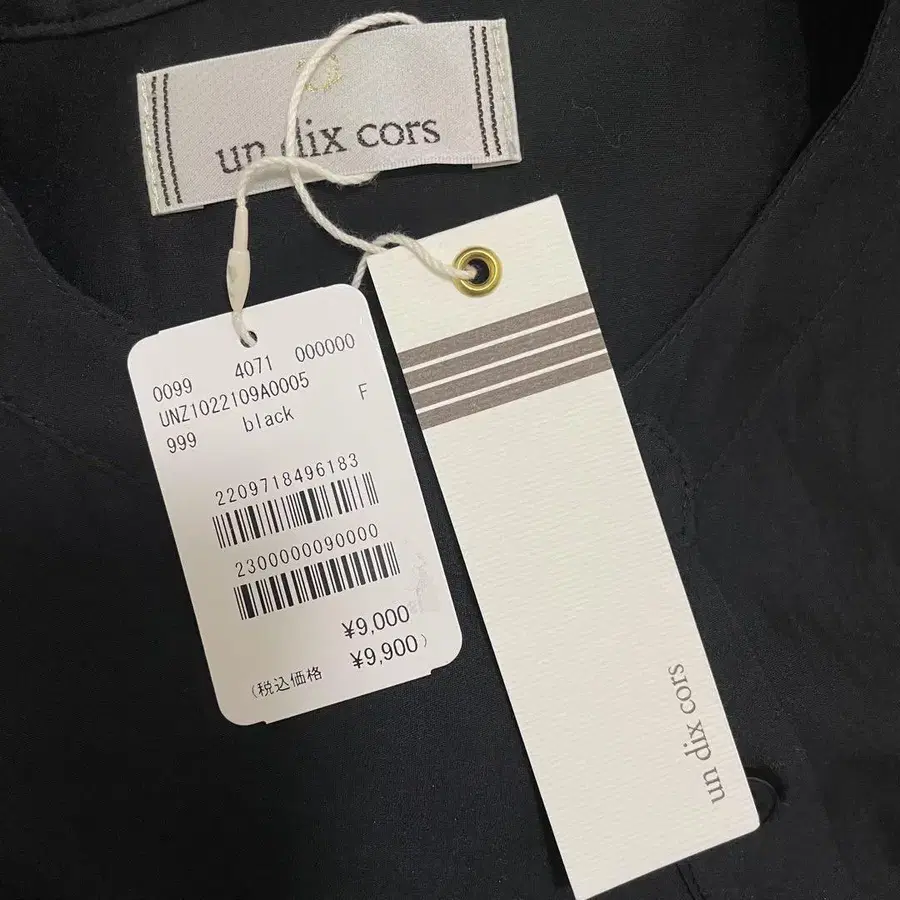 un dix cors
0099 4071 000000
UNZ1022109A0005
999 black F
2209718496183
2300000090000
¥9,000
(税込価格 ¥9,900)
un dix cors